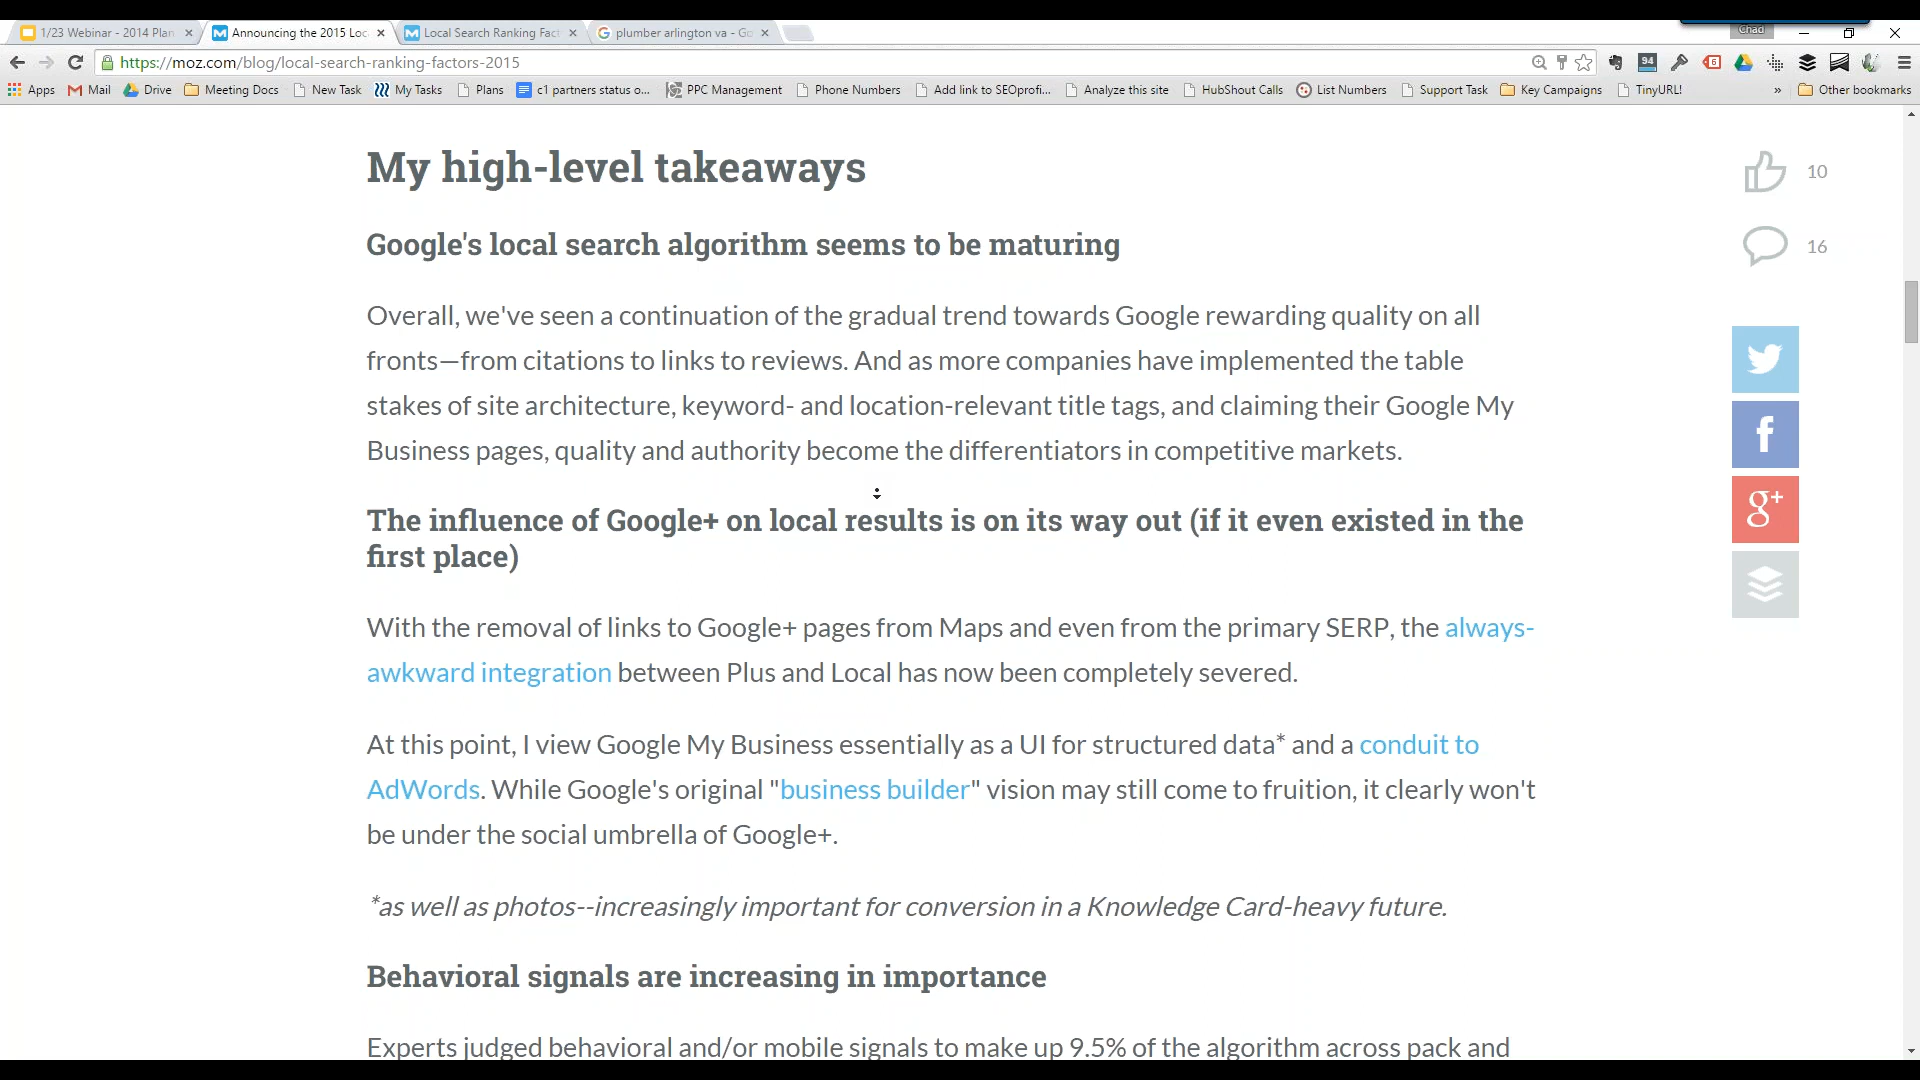 1/23 Webinar - 2014 Plan
Announcing the 2015 Loc
Local Search Ranking Fact
plumber arlington va - Go
Chad
https://moz.com/blog/local-search-ranking-factors-2015
94
6
Apps
Mail
Drive
Meeting Docs
New Task
My Tasks
Plans
c1 partners status o...
PPC Management
Phone Numbers
Add link to SEOprofi...
Analyze this site
HubShout Calls
List Numbers
Support Task
Key Campaigns
TinyURL!
»
Other bookmarks
My high-level takeaways
10
Google's local search algorithm seems to be maturing
16
Overall, we've seen a continuation of the gradual trend towards Google rewarding quality on all
fronts—from citations to links to reviews. And as more companies have implemented the table
stakes of site architecture, keyword- and location-relevant title tags, and claiming their Google My
Business pages, quality and authority become the differentiators in competitive markets.
The influence of Google+ on local results is on its way out (if it even existed in the
first place)
With the removal of links to Google+ pages from Maps and even from the primary SERP, the always-
awkward integration between Plus and Local has now been completely severed.
At this point, I view Google My Business essentially as a UI for structured data* and a conduit to
AdWords. While Google's original "business builder" vision may still come to fruition, it clearly won't
be under the social umbrella of Google+.
*as well as photos--increasingly important for conversion in a Knowledge Card-heavy future.
Behavioral signals are increasing in importance
Experts judged behavioral and/or mobile signals to make up 9.5% of the algorithm across pack and